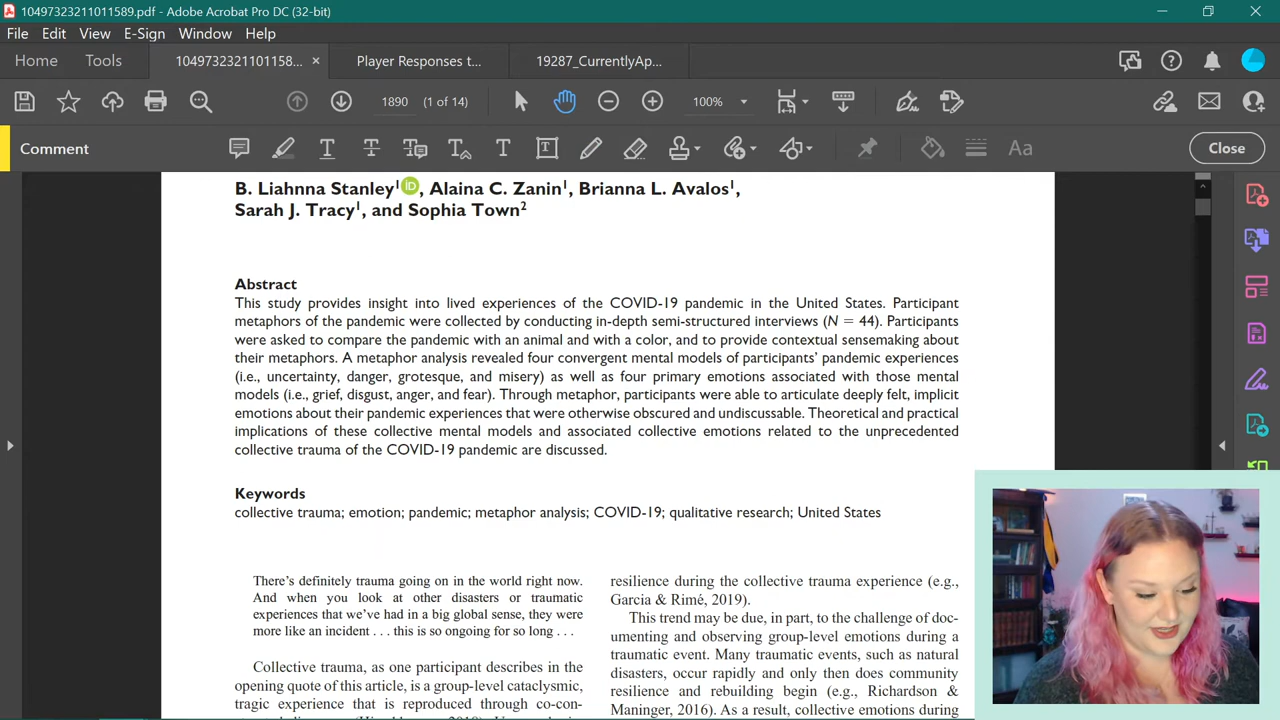 10497323211011589.pdf - Adobe Acrobat Pro DC (32-bit)
File Edit View E-Sign Window Help
Home Tools 1049732321101158... × Player Responses t... 19287_CurrentlyAp...
1890 (1 of 14) 100%
Comment Close
B. Liahnna Stanley1 iD, Alaina C. Zanin1, Brianna L. Avalos1,
Sarah J. Tracy1, and Sophia Town2
Abstract
This study provides insight into lived experiences of the COVID-19 pandemic in the United States. Participant
metaphors of the pandemic were collected by conducting in-depth semi-structured interviews (N = 44). Participants
were asked to compare the pandemic with an animal and with a color, and to provide contextual sensemaking about
their metaphors. A metaphor analysis revealed four convergent mental models of participants’ pandemic experiences
(i.e., uncertainty, danger, grotesque, and misery) as well as four primary emotions associated with those mental
models (i.e., grief, disgust, anger, and fear). Through metaphor, participants were able to articulate deeply felt, implicit
emotions about their pandemic experiences that were otherwise obscured and undiscussable. Theoretical and practical
implications of these collective mental models and associated collective emotions related to the unprecedented
collective trauma of the COVID-19 pandemic are discussed.
Keywords
collective trauma; emotion; pandemic; metaphor analysis; COVID-19; qualitative research; United States
There’s definitely trauma going on in the world right now.
And when you look at other disasters or traumatic
experiences that we’ve had in a big global sense, they were
more like an incident . . . this is so ongoing for so long . . .
Collective trauma, as one participant describes in the
opening quote of this article, is a group-level cataclysmic,
tragic experience that is reproduced through co-con-
resilience during the collective trauma experience (e.g.,
Garcia & Rimé, 2019).
This trend may be due, in part, to the challenge of doc-
umenting and observing group-level emotions during a
traumatic event. Many traumatic events, such as natural
disasters, occur rapidly and only then does community
resilience and rebuilding begin (e.g., Richardson &
Maninger, 2016). As a result, collective emotions during